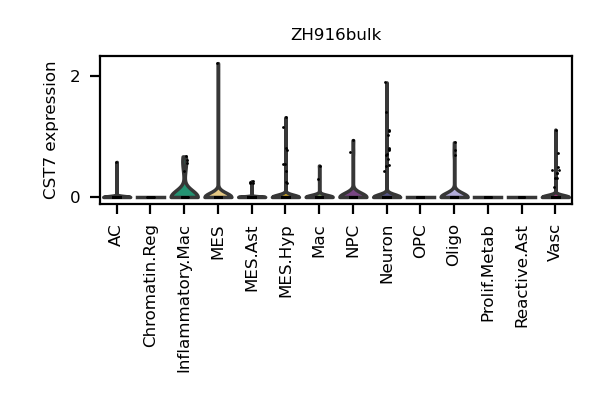 ZH916bulk
CST7 expression
2
0
AC
Chromatin.Reg
Inflammatory.Mac
MES
MES.Ast
MES.Hyp
Mac
NPC
Neuron
OPC
Oligo
Prolif.Metab
Reactive.Ast
Vasc